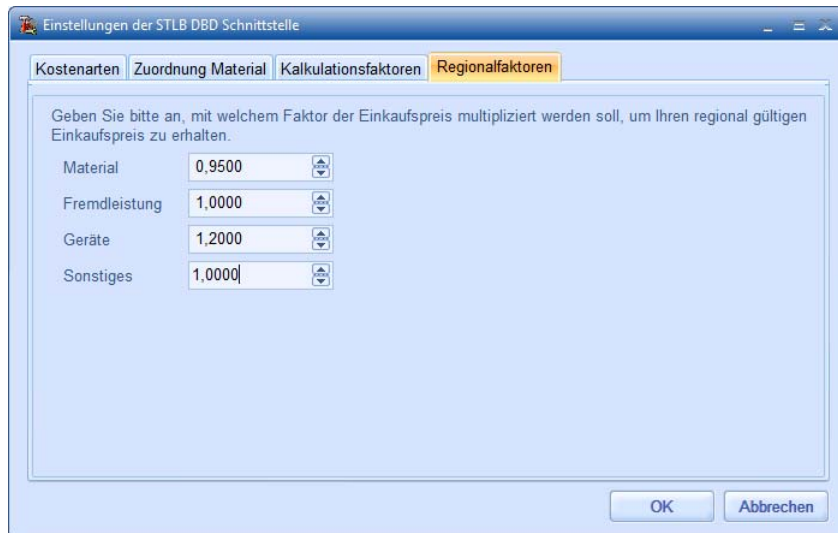 Einstellungen der STLB DBD Schnittstelle
Kostenarten Zuordnung Material Kalkulationsfaktoren Regionalfaktoren
Geben Sie bitte an, mit welchem Faktor der Einkaufspreis multipliziert werden soll, um Ihren regional gültigen
Einkaufspreis zu erhalten.
Material 0,9500
Fremdleistung 1,0000
Geräte 1,2000
Sonstiges 1,0000
OK Abbrechen